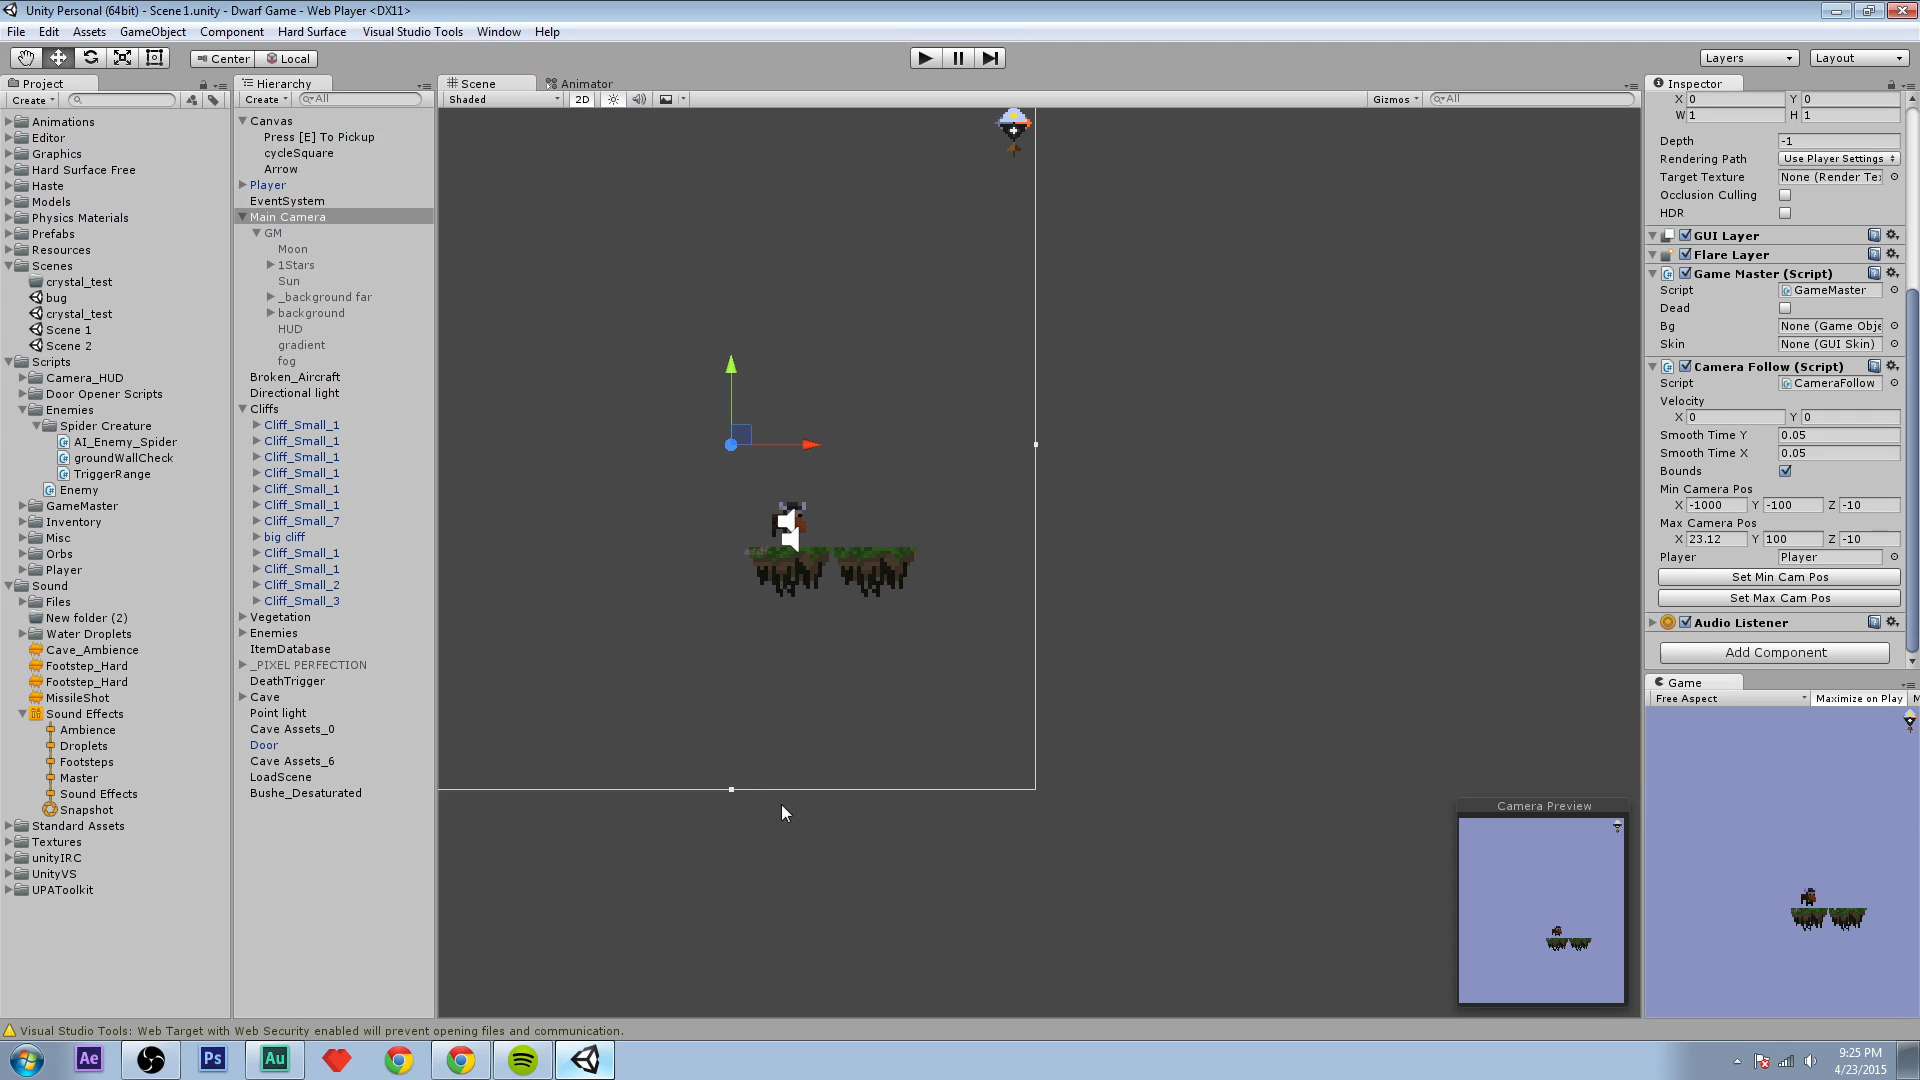 Unity Personal (64bit) - Scene 1.unity - Dwarf Game - Web Player <DX11>
File Edit Assets GameObject Component Hard Surface Visual Studio Tools Window Help
Center Local Layers Layout
Project
Create
Animations
Editor
Graphics
Hard Surface Free
Haste
Models
Physics Materials
Prefabs
Resources
Scenes
crystal_test
bug
crystal_test
Scene 1
Scene 2
Scripts
Camera_HUD
Door Opener Scripts
Enemies
Spider Creature
AI_Enemy_Spider
groundWallCheck
TriggerRange
Enemy
GameMaster
Inventory
Misc
Orbs
Player
Sound
Files
New folder (2)
Water Droplets
Cave_Ambience
Footstep_Hard
Footstep_Hard
MissileShot
Sound Effects
Ambience
Droplets
Footsteps
Master
Sound Effects
Snapshot
Standard Assets
Textures
unityIRC
UnityVS
UPAToolkit
Hierarchy
Create All
Canvas
Press [E] To Pickup
cycleSquare
Arrow
Player
EventSystem
Main Camera
GM
Moon
1Stars
Sun
_background far
background
HUD
gradient
fog
Broken_Aircraft
Directional light
Cliffs
Cliff_Small_1
Cliff_Small_1
Cliff_Small_1
Cliff_Small_1
Cliff_Small_1
Cliff_Small_1
Cliff_Small_7
big cliff
Cliff_Small_1
Cliff_Small_1
Cliff_Small_2
Cliff_Small_3
Vegetation
Enemies
ItemDatabase
_PIXEL PERFECTION
DeathTrigger
Cave
Point light
Cave Assets_0
Door
Cave Assets_6
LoadScene
Bushe_Desaturated
Scene Animator
Shaded 2D Gizmos All
Camera Preview
Inspector
X 0 Y 0
W 1 H 1
Depth -1
Rendering Path Use Player Settings
Target Texture None (Render Te
Occlusion Culling
HDR
GUI Layer
Flare Layer
Game Master (Script)
Script GameMaster
Dead
Bg None (Game Obje
Skin None (GUI Skin)
Camera Follow (Script)
Script CameraFollow
Velocity
X 0 Y 0
Smooth Time Y 0.05
Smooth Time X 0.05
Bounds
Min Camera Pos
X -1000 Y -100 Z -10
Max Camera Pos
X 23.12 Y 100 Z -10
Player Player
Set Min Cam Pos
Set Max Cam Pos
Audio Listener
Add Component
Game
Free Aspect Maximize on Play M
Visual Studio Tools: Web Target with Web Security enabled will prevent opening files and communication.
Ae Ps Au
9:25 PM
4/23/2015